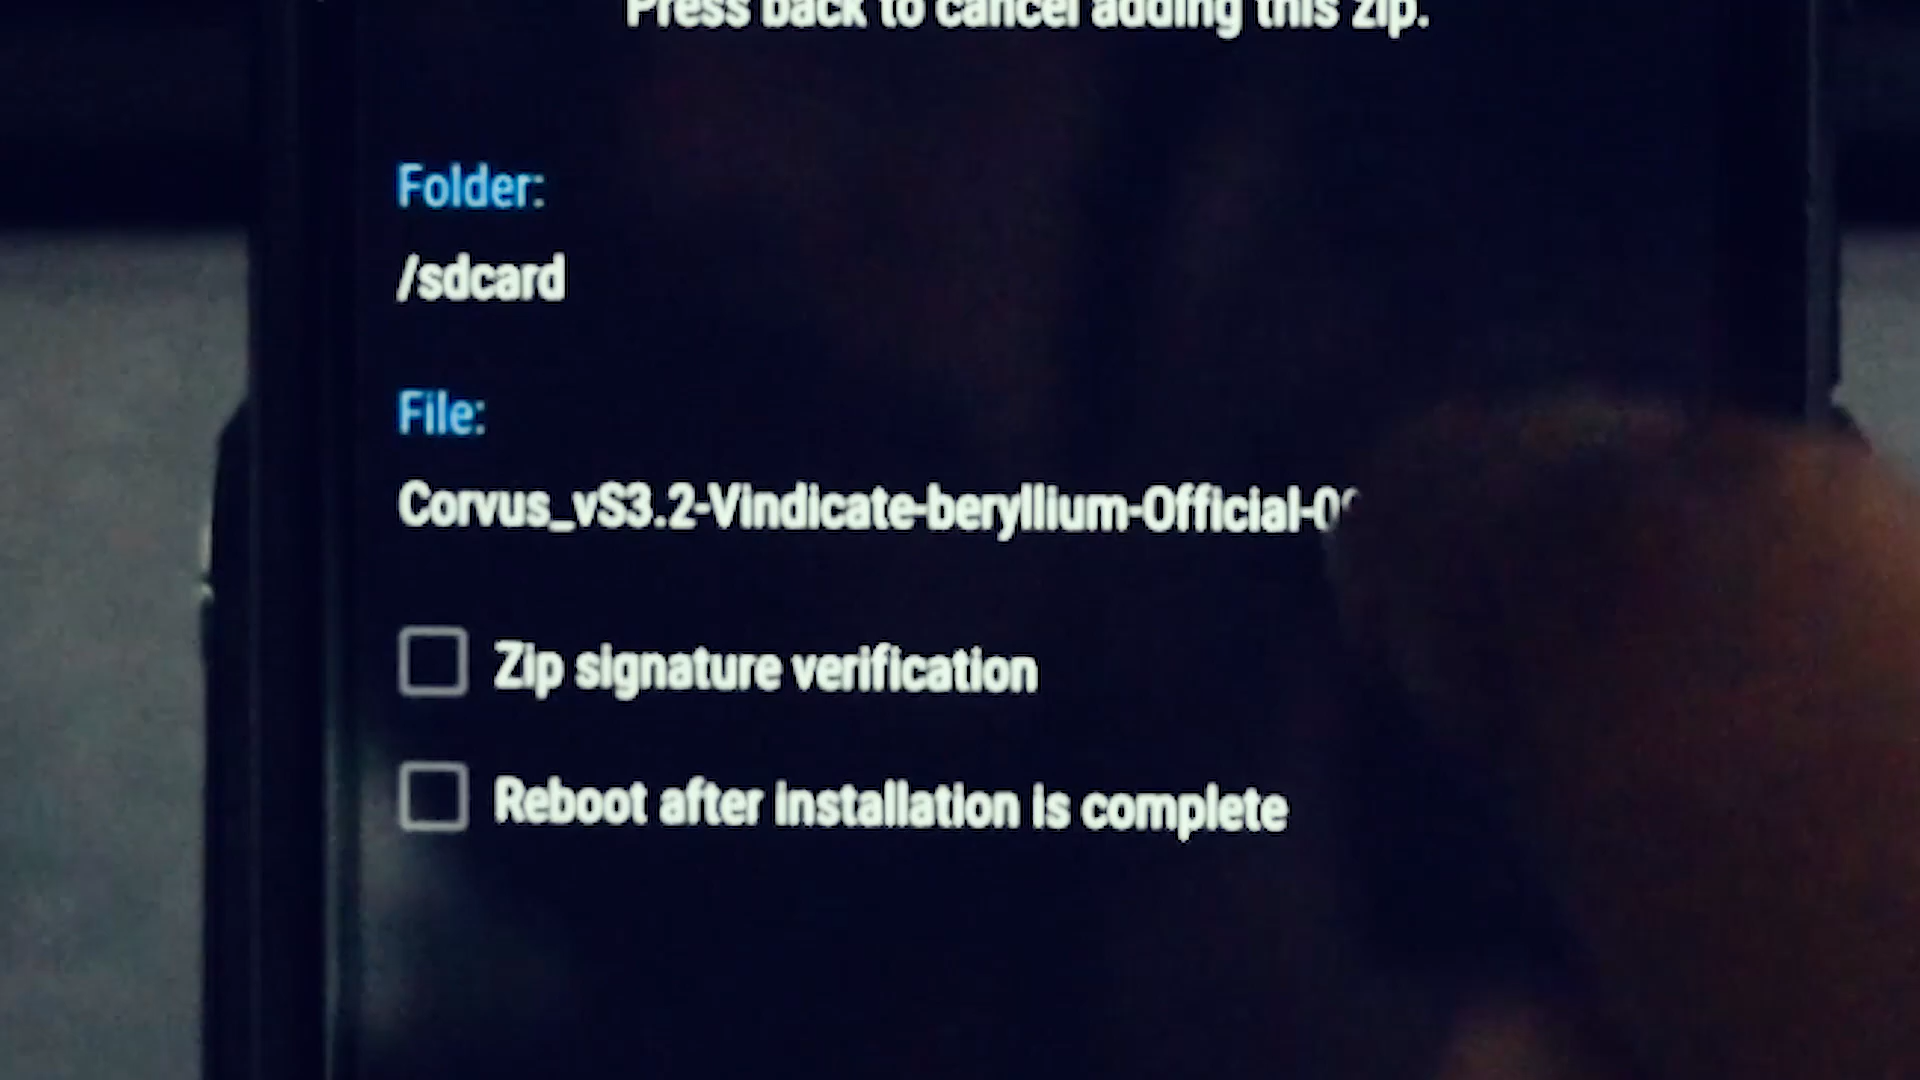 Press back to cancel adding this zip.
Folder:
/sdcard
File:
Corvus_vS3.2-Vindicate-beryllium-Official-0
Zip signature verification
Reboot after installation is complete